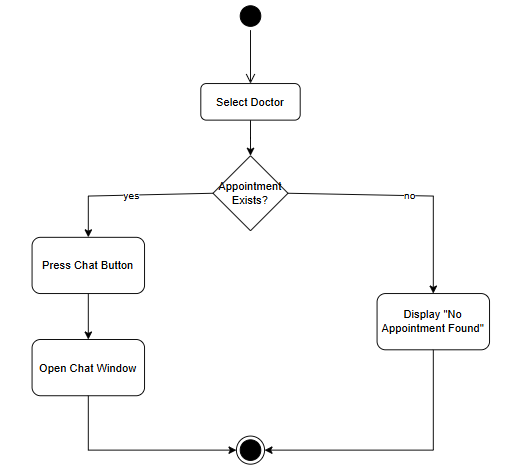 Select Doctor
Appointment
Exists?
yes
no
Press Chat Button
Display "No
Appointment Found"
Open Chat Window